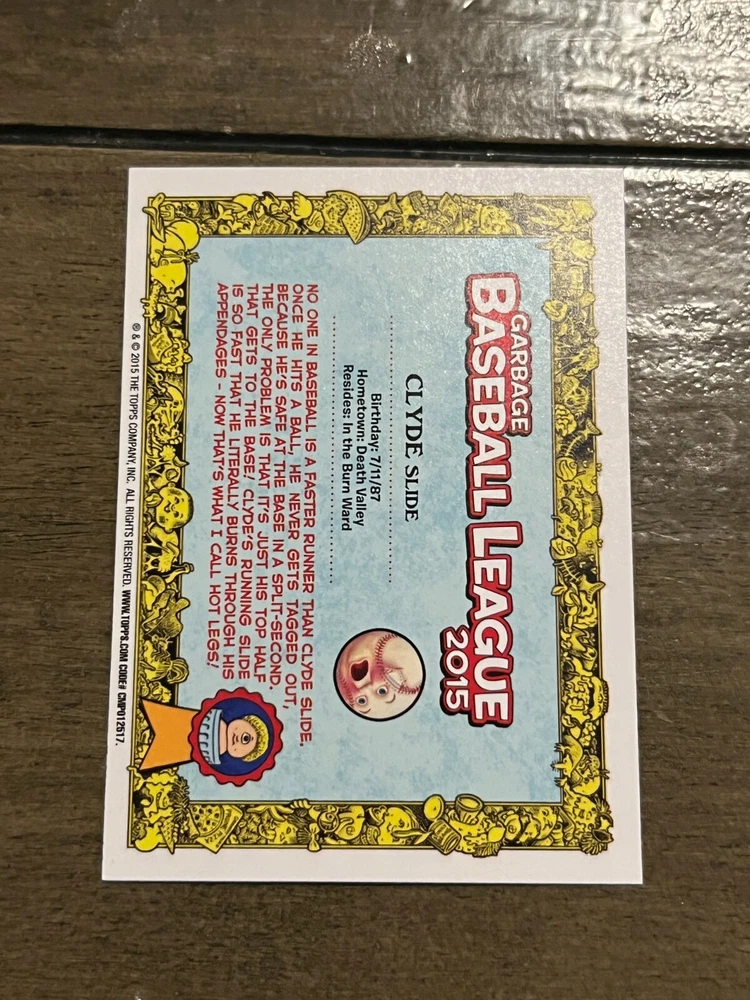 GARBAGE
BASEBALL LEAGUE
2015
CLYDE SLIDE
Birthday: 7/11/87
Hometown: Death Valley
Resides: In the Burn Ward
NO ONE IN BASEBALL IS A FASTER RUNNER THAN CLYDE SLIDE.
ONCE HE HITS A BALL, HE NEVER GETS TAGGED OUT,
BECAUSE HE'S SAFE AT THE BASE IN A SPLIT-SECOND.
THE ONLY PROBLEM IS THAT IT'S JUST HIS TOP HALF
THAT GETS TO THE BASE! CLYDE'S RUNNING SLIDE
IS SO FAST THAT HE LITERALLY BURNS THROUGH HIS
APPENDAGES - NOW THAT'S WHAT I CALL HOT LEGS!
® & © 2015 THE TOPPS COMPANY, INC. ALL RIGHTS RESERVED. WWW.TOPPS.COM CODE# CMP012517.